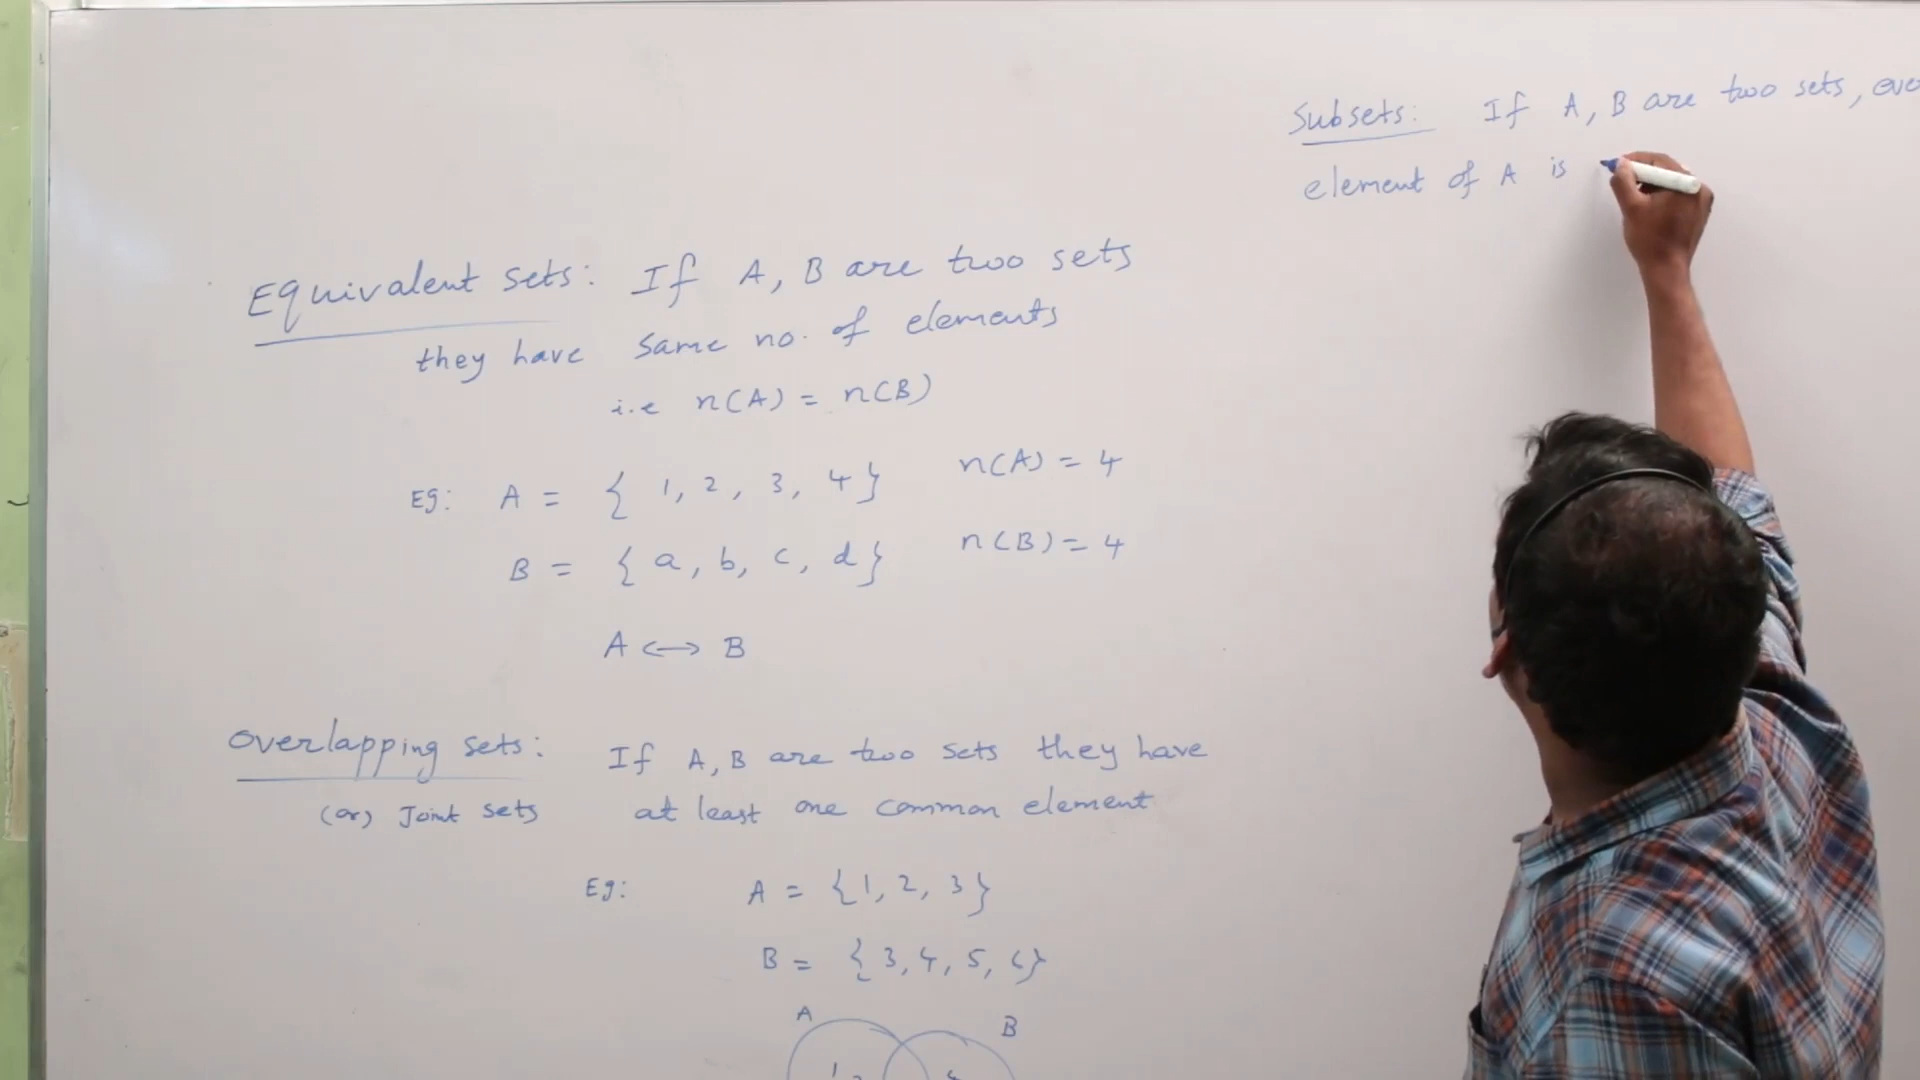 Equivalent sets: If A, B are two sets
they have same no. of elements
i.e n(A) = n(B)
Eg: A = { 1, 2, 3, 4} n(A) = 4
B = { a, b, c, d} n(B) = 4
A <-> B
Overlapping sets: If A, B are two sets they have
(or) Joint sets at least one common element
Eg: A = {1, 2, 3}
B = {3, 4, 5, 6}
A B
1
Subsets: If A, B are two sets,
element of A is